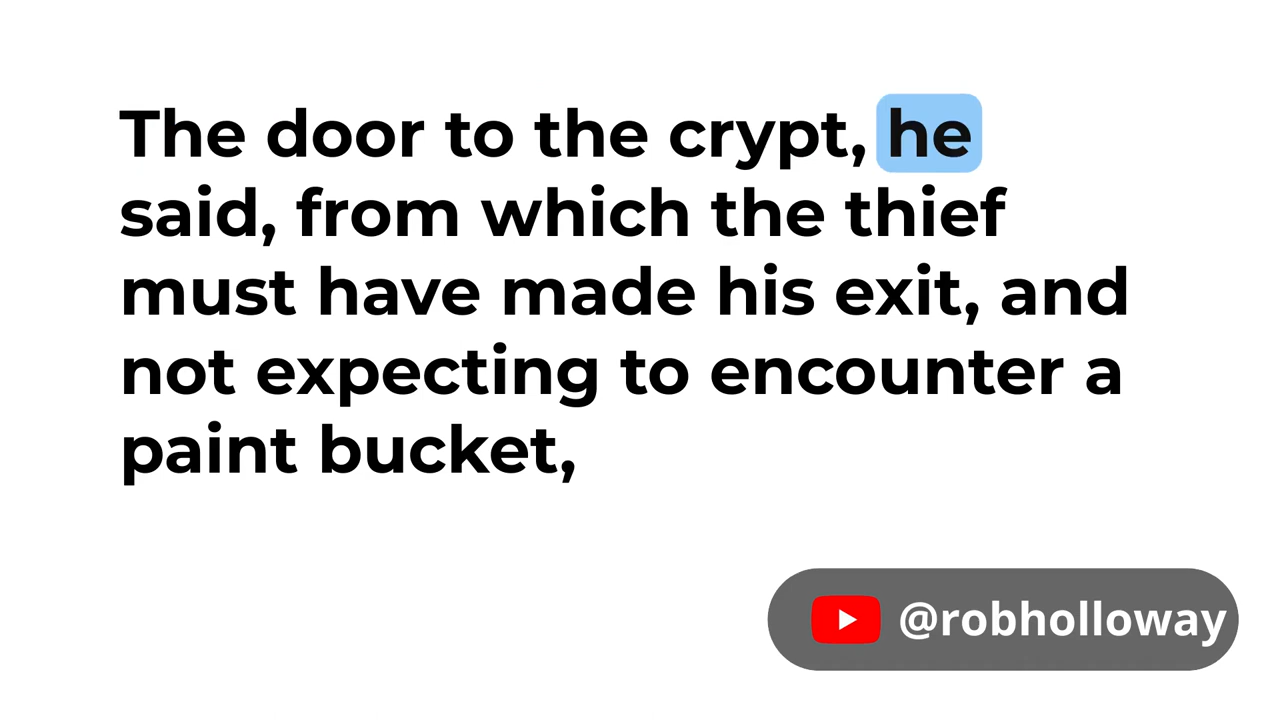 The door to the crypt, he
said, from which the thief
must have made his exit, and
not expecting to encounter a
paint bucket,
@robholloway